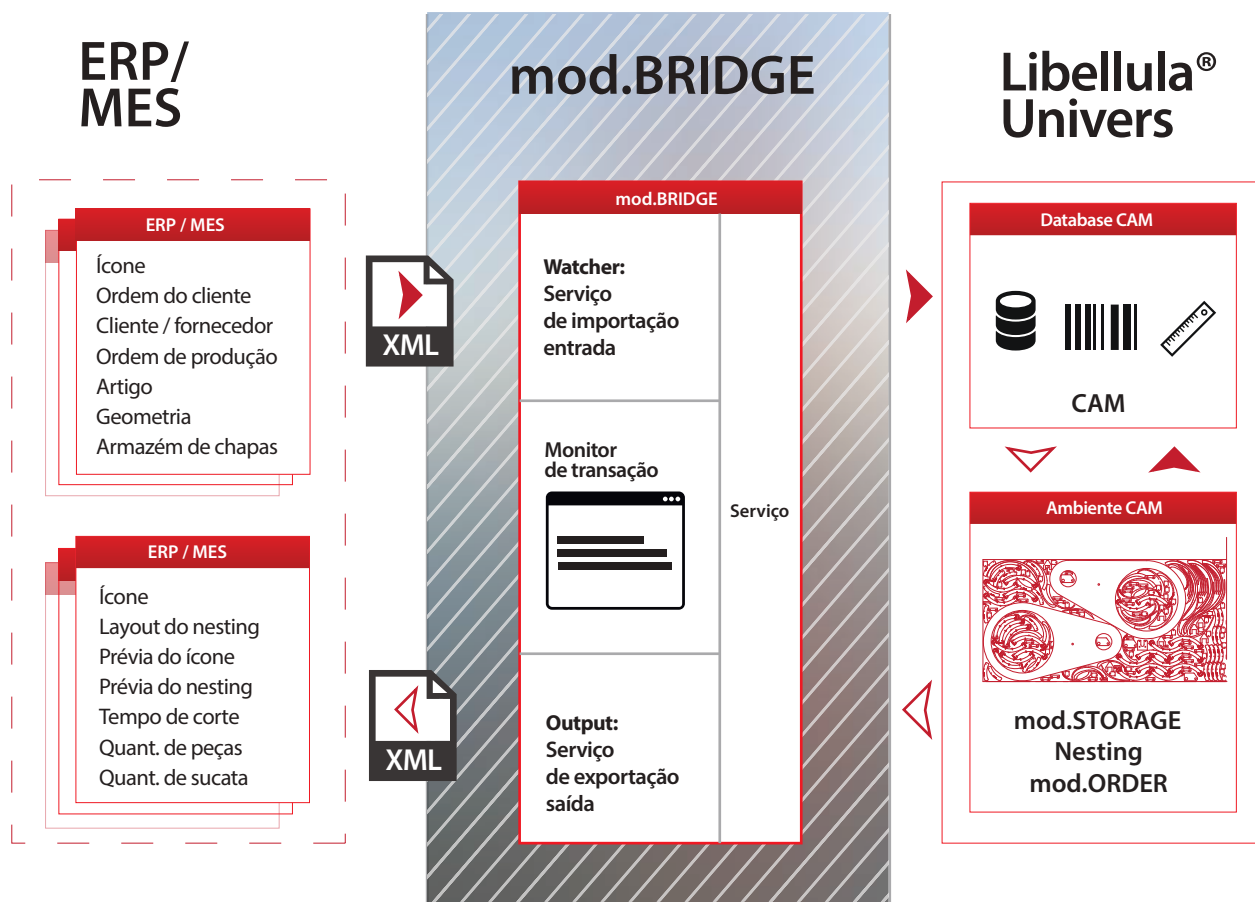 ERP/
MES
mod.BRIDGE
Libellula®
Univers
ERP / MES
Ícone
Ordem do cliente
Cliente / fornecedor
Ordem de produção
Artigo
Geometria
Armazém de chapas
XML
ERP / MES
Ícone
Layout do nesting
Prévia do ícone
Prévia do nesting
Tempo de corte
Quant. de peças
Quant. de sucata
XML
mod.BRIDGE
Watcher:
Serviço
de importação
entrada
Monitor
de transação
Output:
Serviço
de exportação
saída
Serviço
Database CAM
CAM
Ambiente CAM
mod.STORAGE
Nesting
mod.ORDER